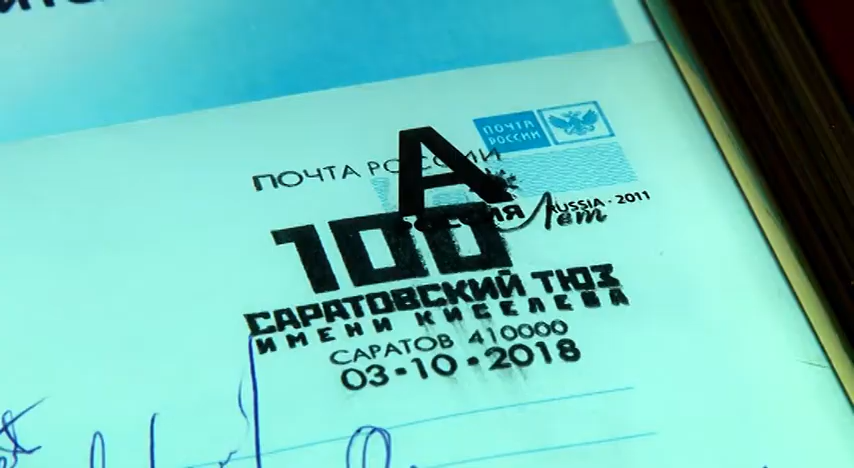 ПОЧТА
РОССИИ
ПОЧТА РОССИИ
А
RUSSIA · 2011
100 Лет
САРАТОВСКИЙ ТЮЗ
ИМЕНИ КИСЕЛЕВА
САРАТОВ 410000
03·10·2018